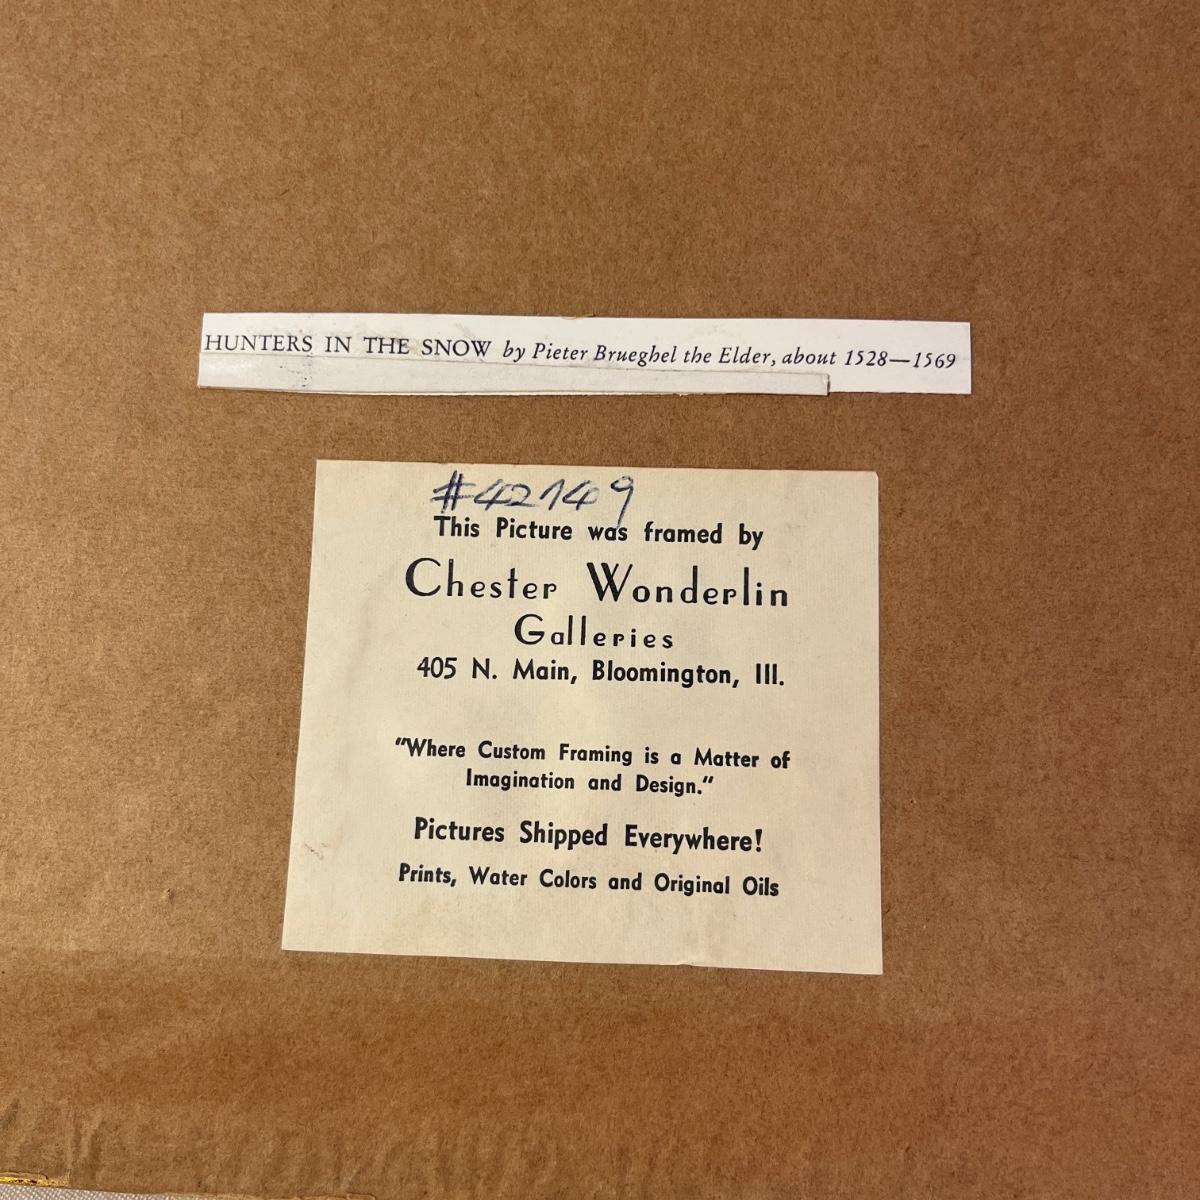 HUNTERS IN THE SNOW by Pieter Brueghel the Elder, about 1528—1569
#42149
This Picture was framed by
Chester Wonderlin
Galleries
405 N. Main, Bloomington, Ill.
"Where Custom Framing is a Matter of
Imagination and Design."
Pictures Shipped Everywhere!
Prints, Water Colors and Original Oils